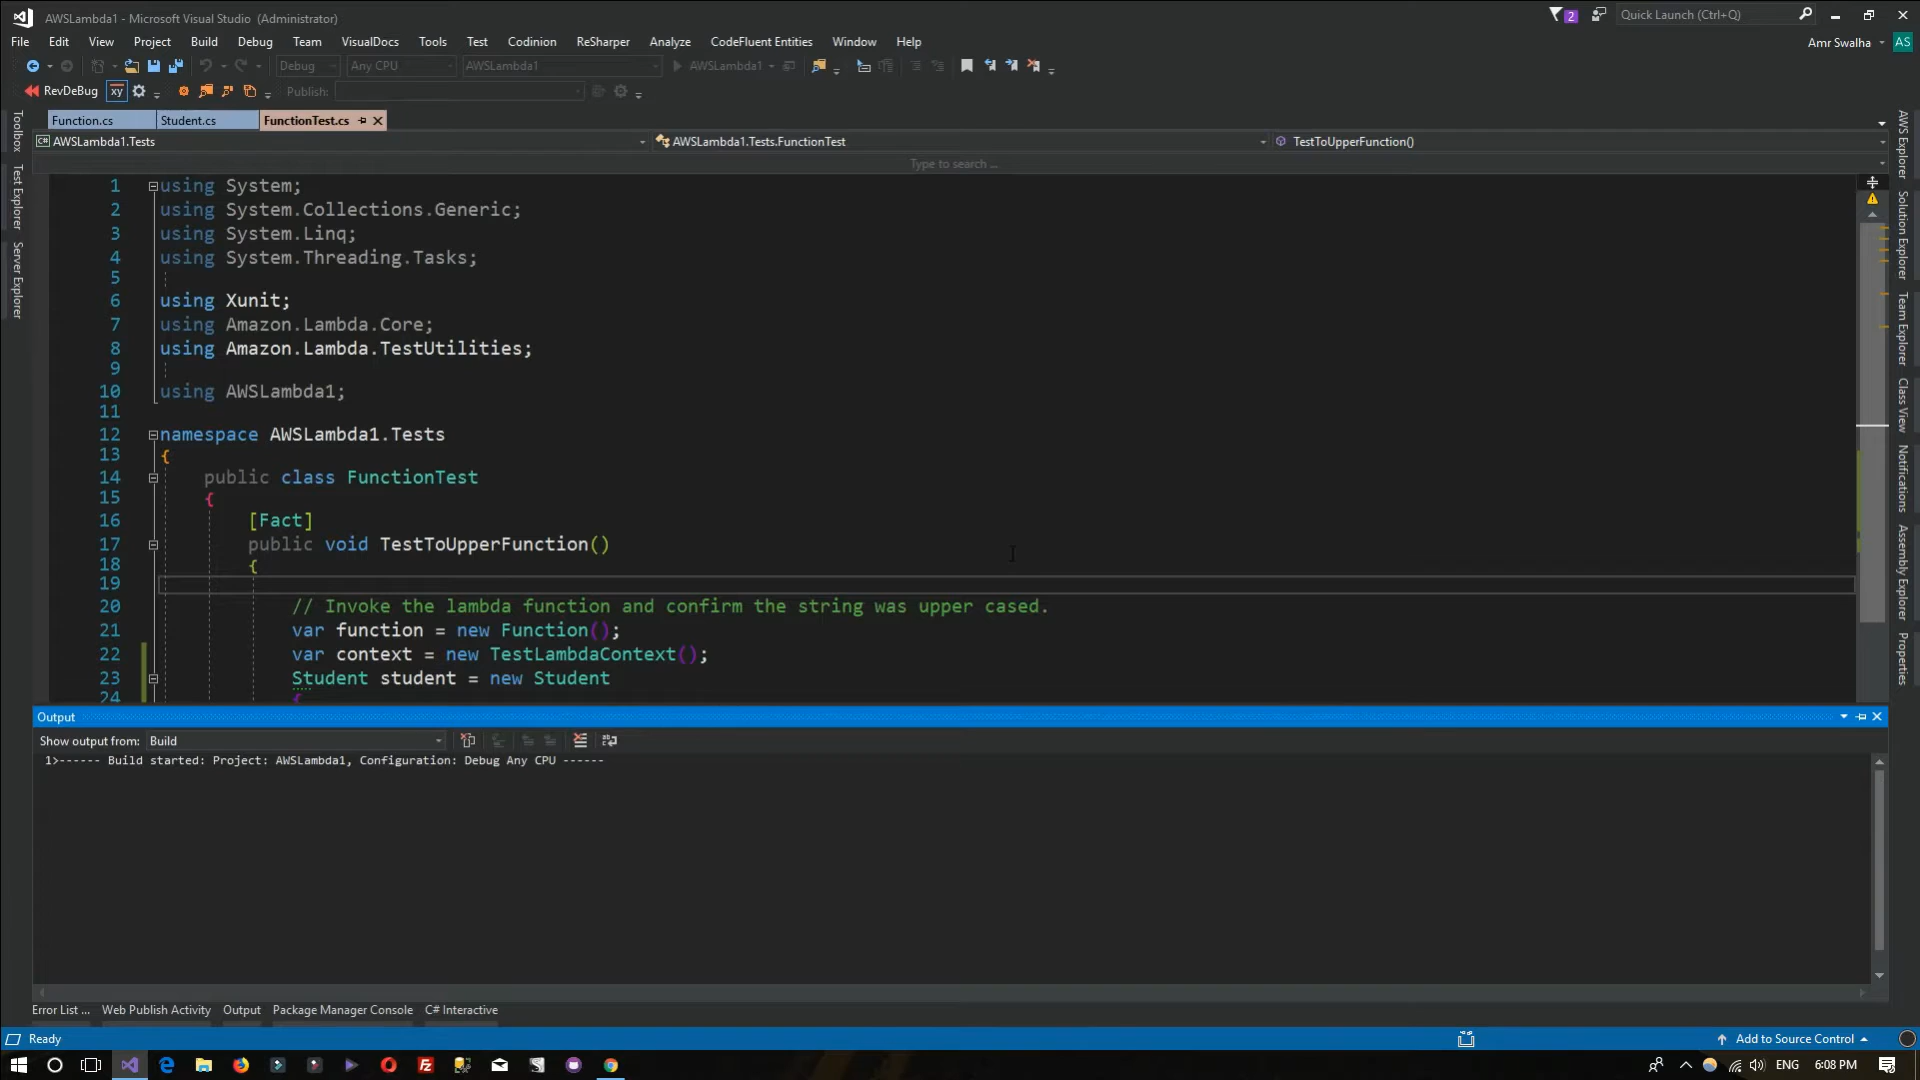 AWSLambda1 - Microsoft Visual Studio (Administrator)
2
Quick Launch (Ctrl+Q)
File Edit View Project Build Debug Team VisualDocs Tools Test Codinion ReSharper Analyze CodeFluent Entities Window Help
Amr Swalha AS
Debug Any CPU AWSLambda1 AWSLambda1
RevDeBug xy Publish:
Function.cs Student.cs FunctionTest.cs
C# AWSLambda1.Tests AWSLambda1.Tests.FunctionTest TestToUpperFunction()
Type to search ...
Toolbox
Test Explorer
Server Explorer
1 using System;
2 using System.Collections.Generic;
3 using System.Linq;
4 using System.Threading.Tasks;
5
6 using Xunit;
7 using Amazon.Lambda.Core;
8 using Amazon.Lambda.TestUtilities;
9
10 using AWSLambda1;
11
12 namespace AWSLambda1.Tests
13 {
14 public class FunctionTest
15 {
16 [Fact]
17 public void TestToUpperFunction()
18 {
19
20 // Invoke the lambda function and confirm the string was upper cased.
21 var function = new Function();
22 var context = new TestLambdaContext();
23 Student student = new Student
24 {
AWS Explorer
Solution Explorer
Team Explorer
Class View
Notifications
Assembly Explorer
Properties
Output
Show output from: Build
1>------ Build started: Project: AWSLambda1, Configuration: Debug Any CPU ------
Error List ... Web Publish Activity Output Package Manager Console C# Interactive
Ready
Add to Source Control
ENG 6:08 PM